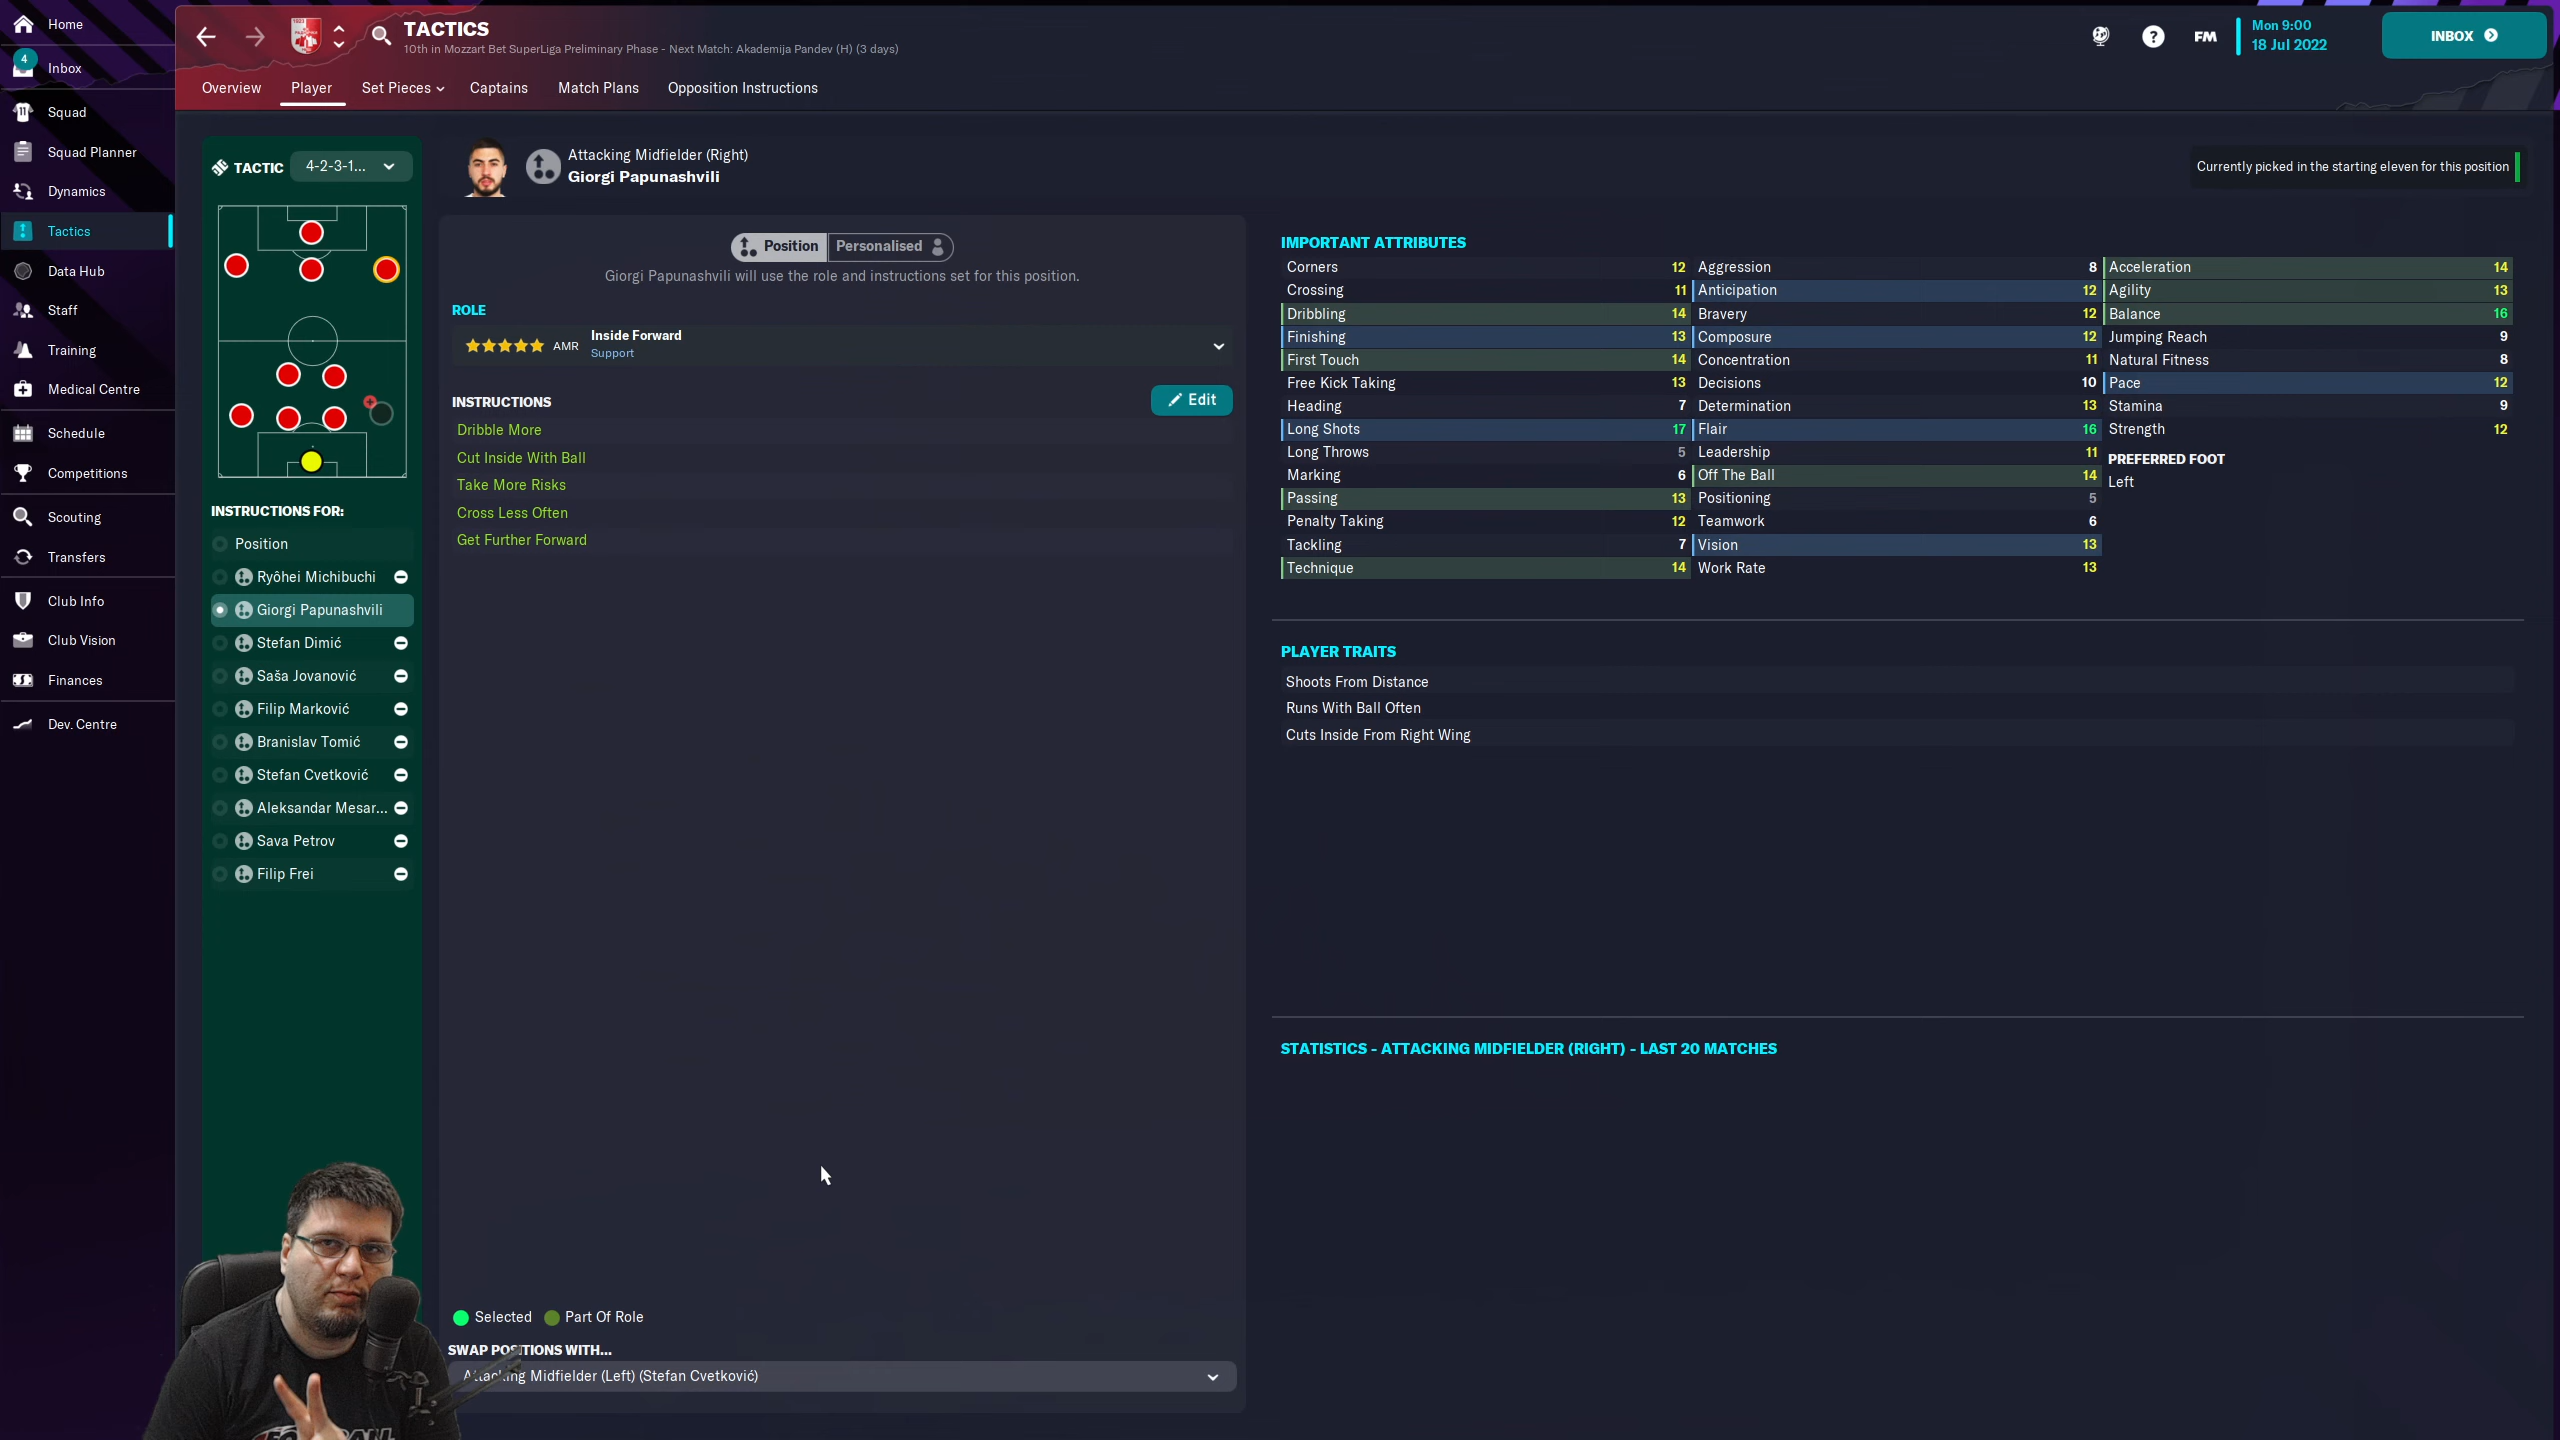 Home
4
Inbox
Squad
Squad Planner
Dynamics
Tactics
Data Hub
Staff
Training
Medical Centre
Schedule
Competitions
Scouting
Transfers
Club Info
Club Vision
Finances
Dev. Centre
TACTICS
10th in Mozzart Bet SuperLiga Preliminary Phase - Next Match: Akademija Pandev (H) (3 days)
FM
Mon 9:00
18 Jul 2022
INBOX
Overview Player Set Pieces Captains Match Plans Opposition Instructions
TACTIC 4-2-3-1...
INSTRUCTIONS FOR:
Position
Ryôhei Michibuchi
Giorgi Papunashvili
Stefan Dimić
Saša Jovanović
Filip Marković
Branislav Tomić
Stefan Cvetković
Aleksandar Mesar...
Sava Petrov
Filip Frei
Attacking Midfielder (Right)
Giorgi Papunashvili
Currently picked in the starting eleven for this position
Position Personalised
Giorgi Papunashvili will use the role and instructions set for this position.
ROLE
AMR Inside Forward
Support
INSTRUCTIONS
Edit
Dribble More
Cut Inside With Ball
Take More Risks
Cross Less Often
Get Further Forward
Selected Part Of Role
SWAP POSITIONS WITH...
Attacking Midfielder (Left) (Stefan Cvetković)
IMPORTANT ATTRIBUTES
Corners 12 Aggression 8 Acceleration 14
Crossing 11 Anticipation 12 Agility 13
Dribbling 14 Bravery 12 Balance 16
Finishing 13 Composure 12 Jumping Reach 9
First Touch 14 Concentration 11 Natural Fitness 8
Free Kick Taking 13 Decisions 10 Pace 12
Heading 7 Determination 13 Stamina 9
Long Shots 17 Flair 16 Strength 12
Long Throws 5 Leadership 11
PREFERRED FOOT
Marking 6 Off The Ball 14 Left
Passing 13 Positioning 5
Penalty Taking 12 Teamwork 6
Tackling 7 Vision 13
Technique 14 Work Rate 13
PLAYER TRAITS
Shoots From Distance
Runs With Ball Often
Cuts Inside From Right Wing
STATISTICS - ATTACKING MIDFIELDER (RIGHT) - LAST 20 MATCHES